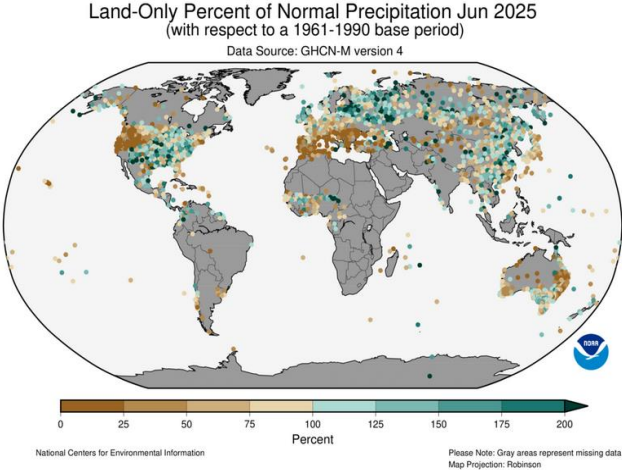 Land-Only Percent of Normal Precipitation Jun 2025
(with respect to a 1961-1990 base period)
Data Source: GHCN-M version 4
NOAA
0 25 50 75 100 125 150 175 200
Percent
National Centers for Environmental Information
Please Note: Gray areas represent missing data
Map Projection: Robinson